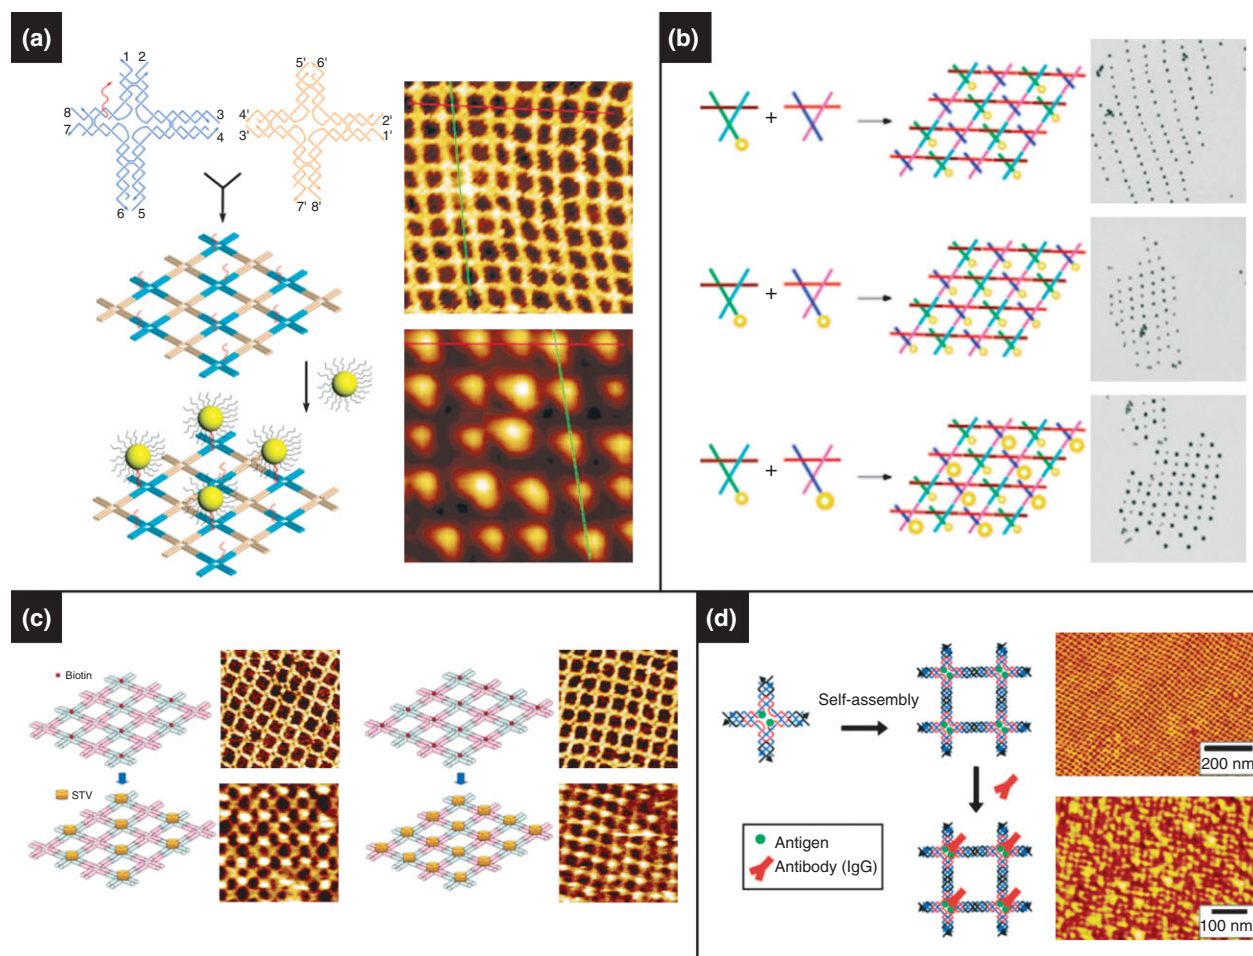 (a)
1 2
8
7
3
4
6 5
5' 6'
4'
3'
2'
1'
7' 8'
(b)
+
+
+
(c)
Biotin
STV
(d)
Self-assembly
200 nm
Antigen
Antibody (IgG)
100 nm